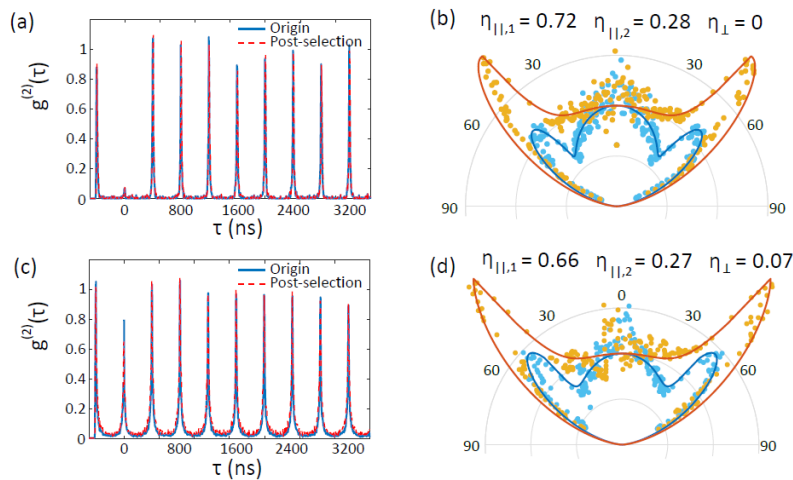 (a)
Origin
Post-selection
g⁽²⁾(τ)
1
0.8
0.6
0.4
0.2
0
0 800 1600 2400 3200
τ (ns)
(b) η||,1 = 0.72 η||,2 = 0.28 η⊥ = 0
30 30
60 60
90 90
(c)
Origin
Post-selection
g⁽²⁾(τ)
1
0.8
0.6
0.4
0.2
0
0 800 1600 2400 3200
τ (ns)
(d) η||,1 = 0.66 η||,2 = 0.27 η⊥ = 0.07
0
30 30
60 60
90 90